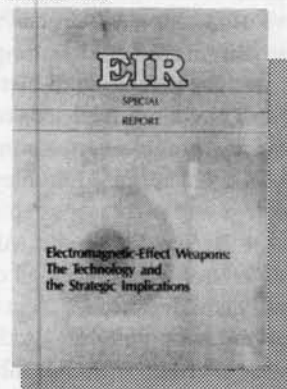 EIR
SPECIAL
REPORT
Electromagnetic-Effect Weapons:
The Technology and
the Strategic Implications